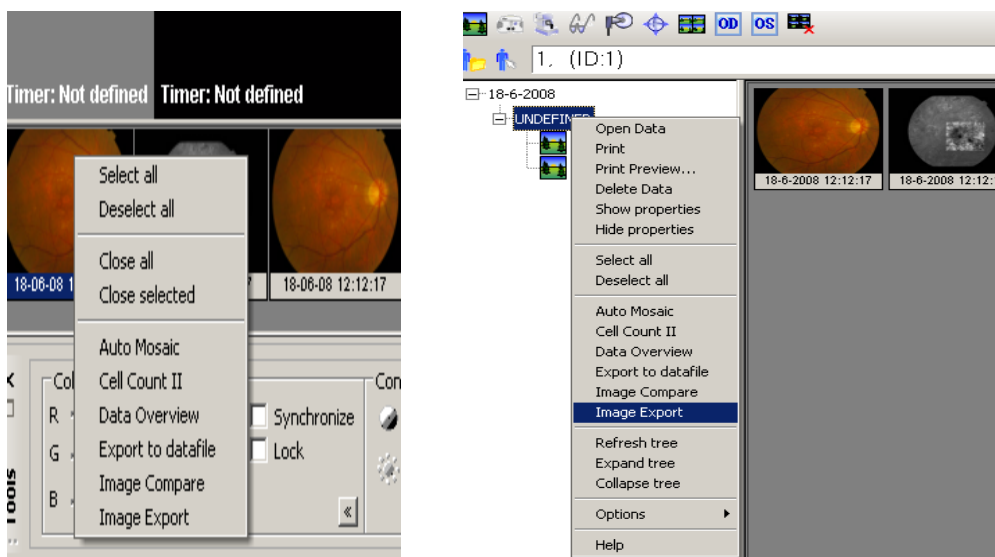 Timer: Not defined Timer: Not defined
Select all
Deselect all
Close all
Close selected
Auto Mosaic
Cell Count II
Data Overview
Export to datafile
Image Compare
Image Export
18-06-08 1
18-06-08 12:12:17
Col
R
G
B
Synchronize
Lock
Con
Tools
OD OS
1, (ID:1)
18-6-2008
UNDEFINED
Open Data
Print
Print Preview...
Delete Data
Show properties
Hide properties
Select all
Deselect all
Auto Mosaic
Cell Count II
Data Overview
Export to datafile
Image Compare
Image Export
Refresh tree
Expand tree
Collapse tree
Options
Help
18-6-2008 12:12:17
18-6-2008 12:12: